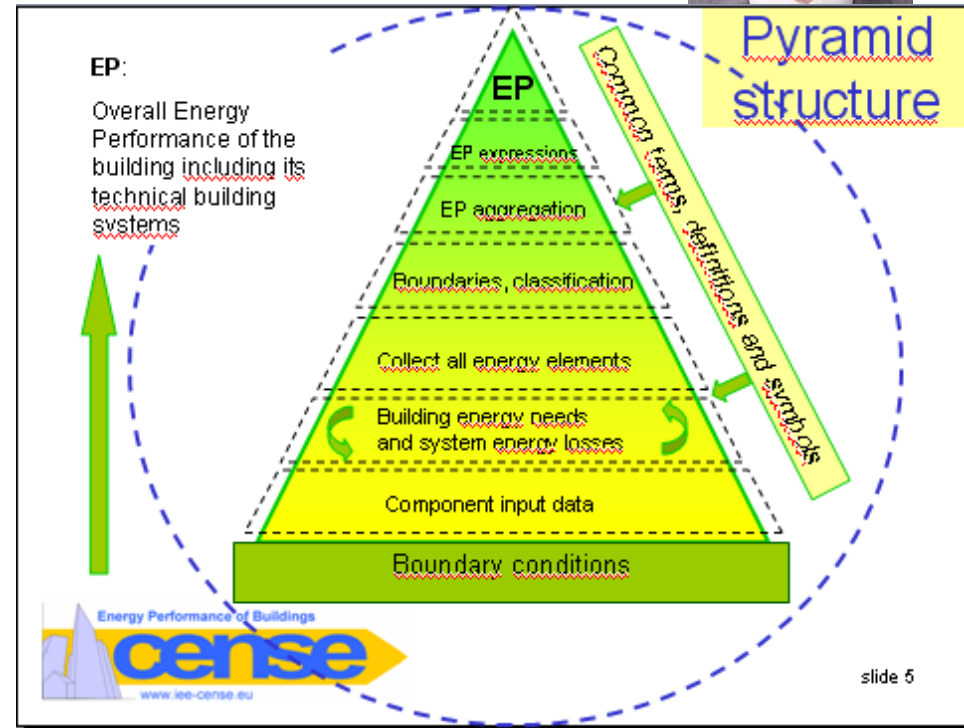 Pyramid
structure
EP:
Overall Energy
Performance of the
building including its
technical building
systems
EP
EP expressions
EP aggregation
Boundaries, classification
Collect all energy elements
Building energy needs
and system energy losses
Component input data
Boundary conditions
Common terms, definitions and symbols
Energy Performance of Buildings
cense
www.iee-cense.eu
slide 5